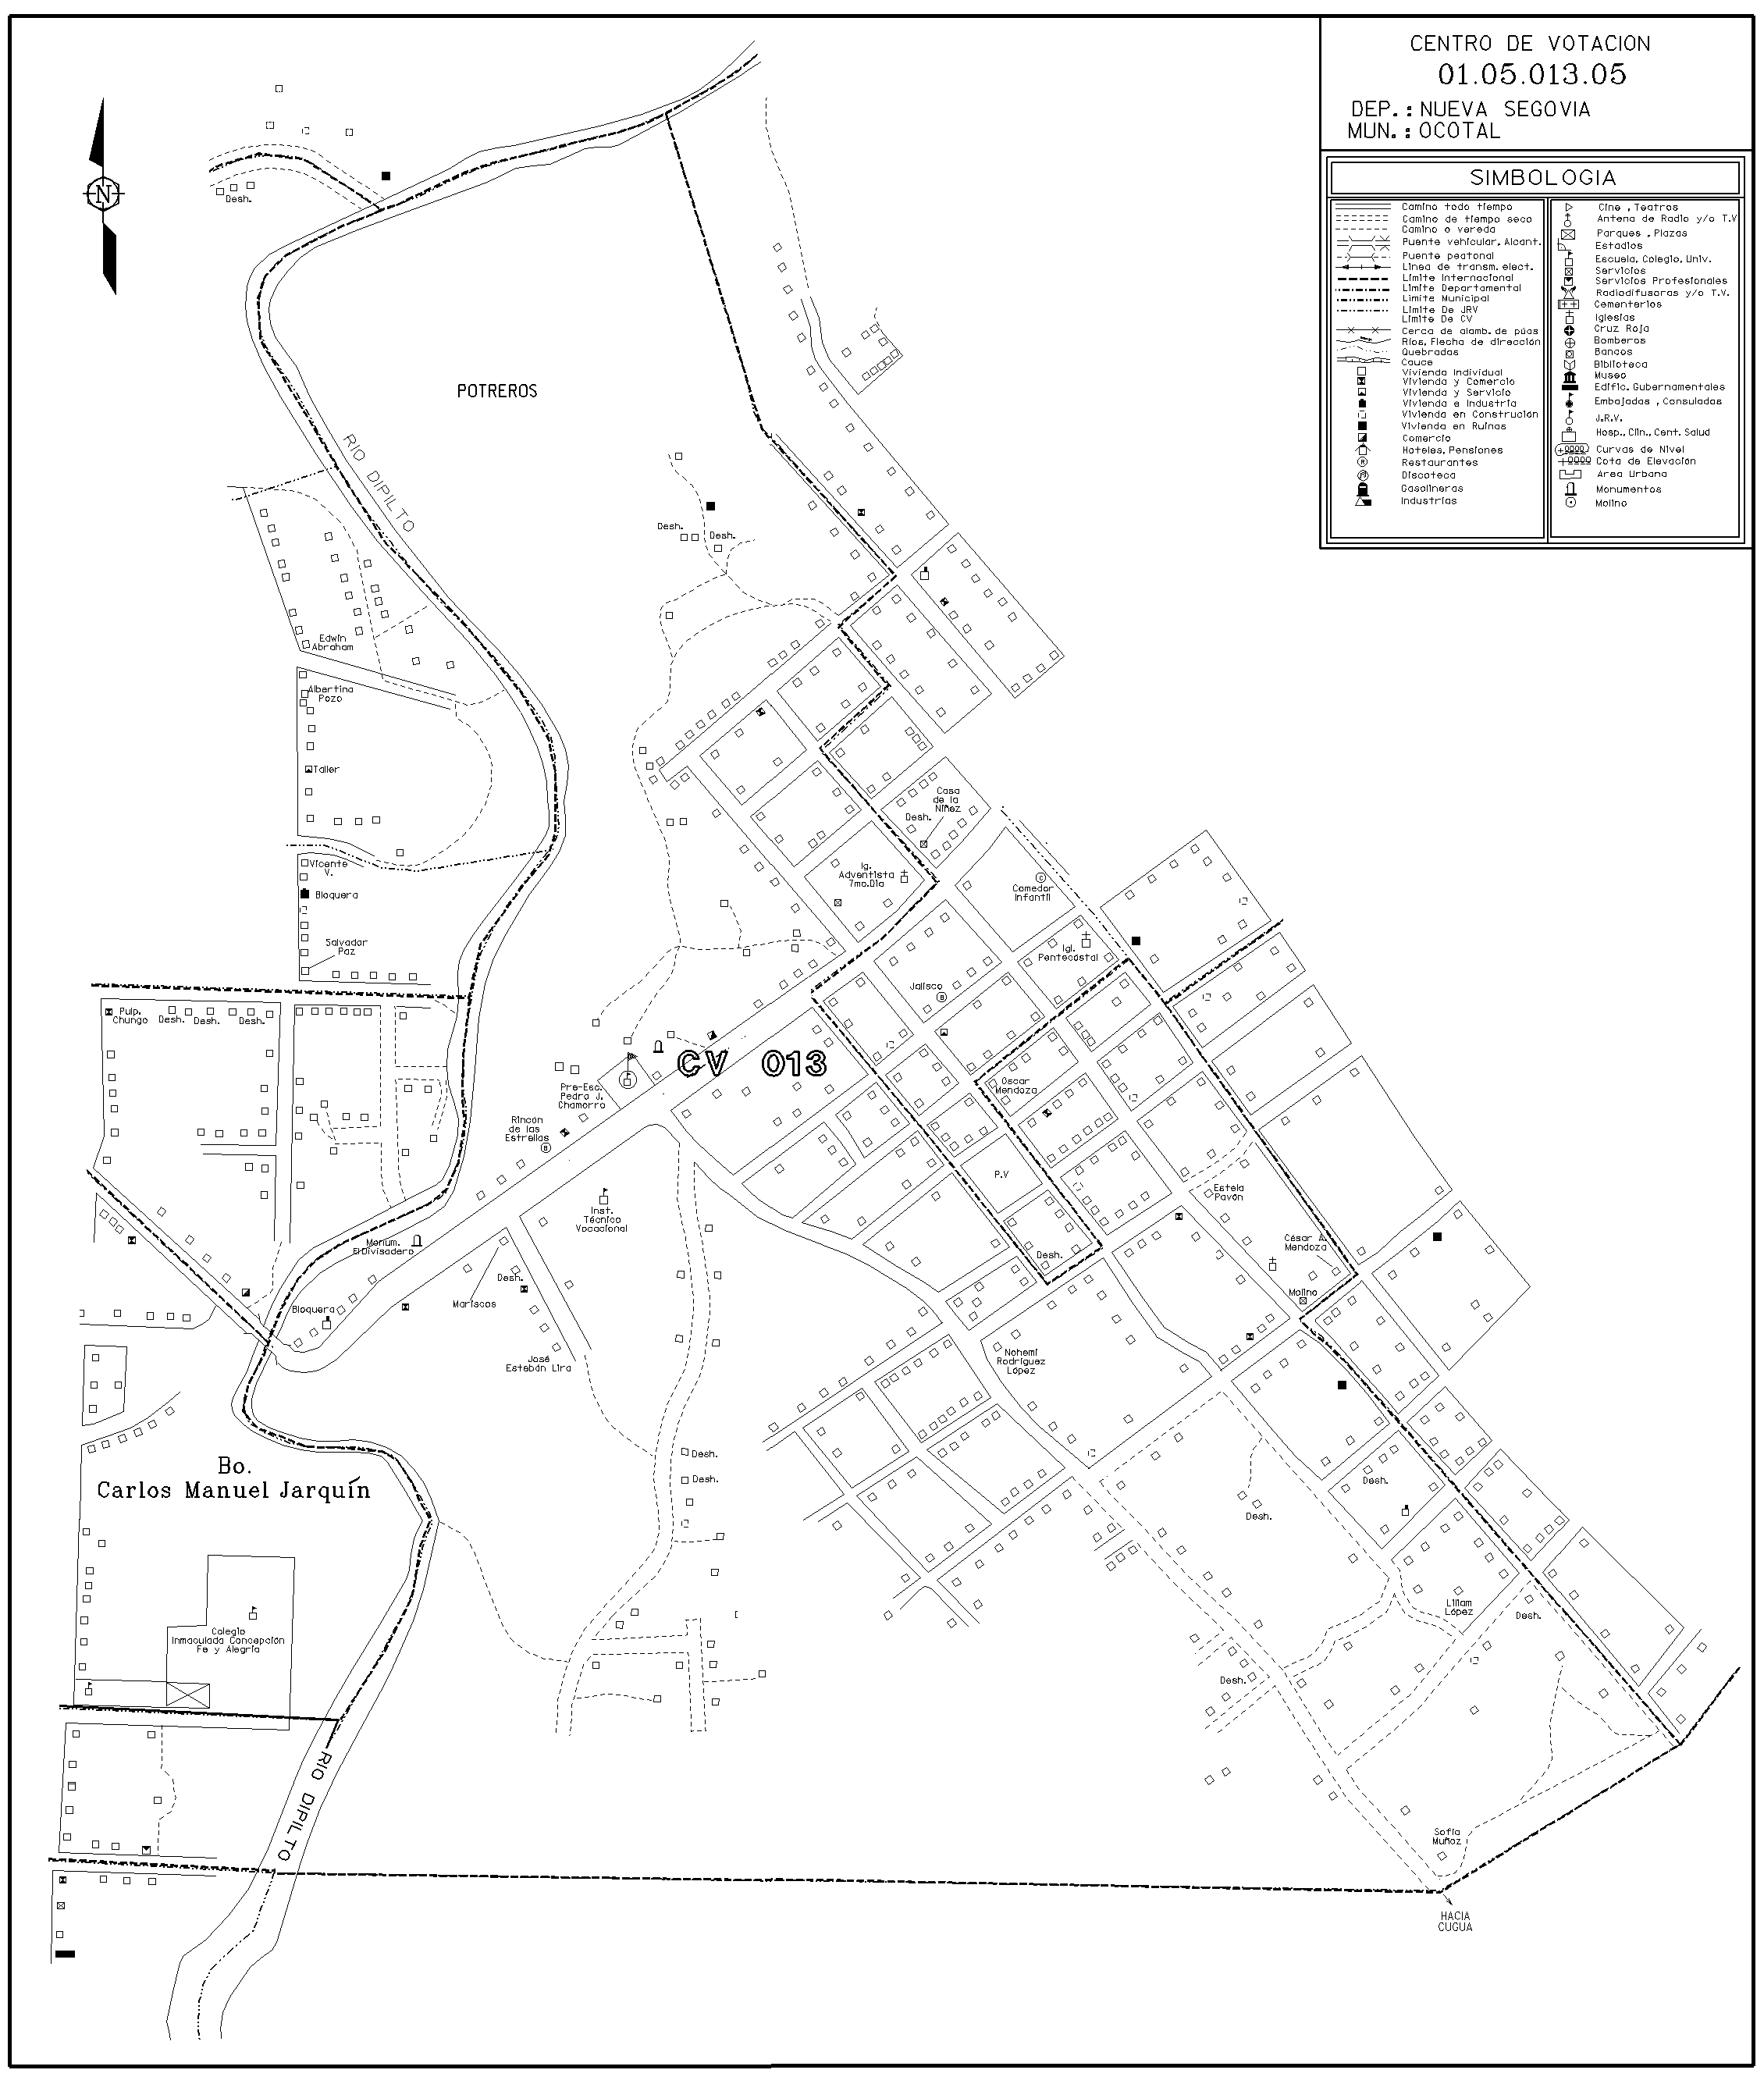 CENTRO DE VOTACION
01.05.013.05
DEP.: NUEVA SEGOVIA
MUN.: OCOTAL
SIMBOLOGIA
Camino todo tiempo
Camino de tiempo seco
Camino o vereda
Puente vehicular, Alcant.
Puente peatonal
Linea de transm. elect.
Limite Internacional
Limite Departamental
Limite Municipal
Limite De JRV
Limite De CV
Cerca de alamb. de púas
Rios, Flecha de dirección
Quebradas
Cauce
Vivienda Individual
Vivienda y Comercio
Vivienda y Servicio
Vivienda e Industria
Vivienda en Construción
Vivienda en Ruinas
Comercio
Hoteles, Pensiones
Restaurantes
Discoteca
Gasolineras
Industrias
Cine , Teatros
Antena de Radio y/o T.V
Parques , Plazas
Estadios
Escuela, Colegio, Univ.
Servicios
Servicios Profesionales
Radiodifusoras y/o T.V.
Cementerios
Iglesias
Cruz Roja
Bomberos
Bancos
Biblioteca
Museo
Edific. Gubernamentales
Embajadas , Consulados
J.R.V.
Hosp., Clin., Cent. Salud
Curvas de Nivel
Cota de Elevación
Area Urbana
Monumentos
Molino
N
Desh.
POTREROS
RIO DIPILTO
Desh.
Desh.
Edwin
Abraham
Albertina
Pozo
Taller
Casa
de la
Niñez
Desh.
Vicente
V.
Bloquera
Ig.
Adventista
7mo.Dia
Comedor
Infantil
Salvador
Paz
Igl.
Pentecostal
Jalisco
Pulp.
Chungo
Desh.
Desh.
Desh.
CV 013
Pre-Esc.
Pedro J.
Chamorro
Oscar
Mendoza
Rincón
de las
Estrellas
P.V
Inst.
Técnico
Vocacional
Estela
Pavón
Monum.
El Divisadero
Desh.
César A.
Mendoza
Desh.
Mariscos
Molino
Bloquera
José
Estebán Lira
Nohemí
Rodríguez
López
Bo.
Carlos Manuel Jarquín
Desh.
Desh.
Desh.
Desh.
Liliam
López
Desh.
Colegio
Inmaculada Concepción
Fe y Alegría
Desh.
RIO DIPILTO
Sofía
Muñoz
HACIA
CUGUA